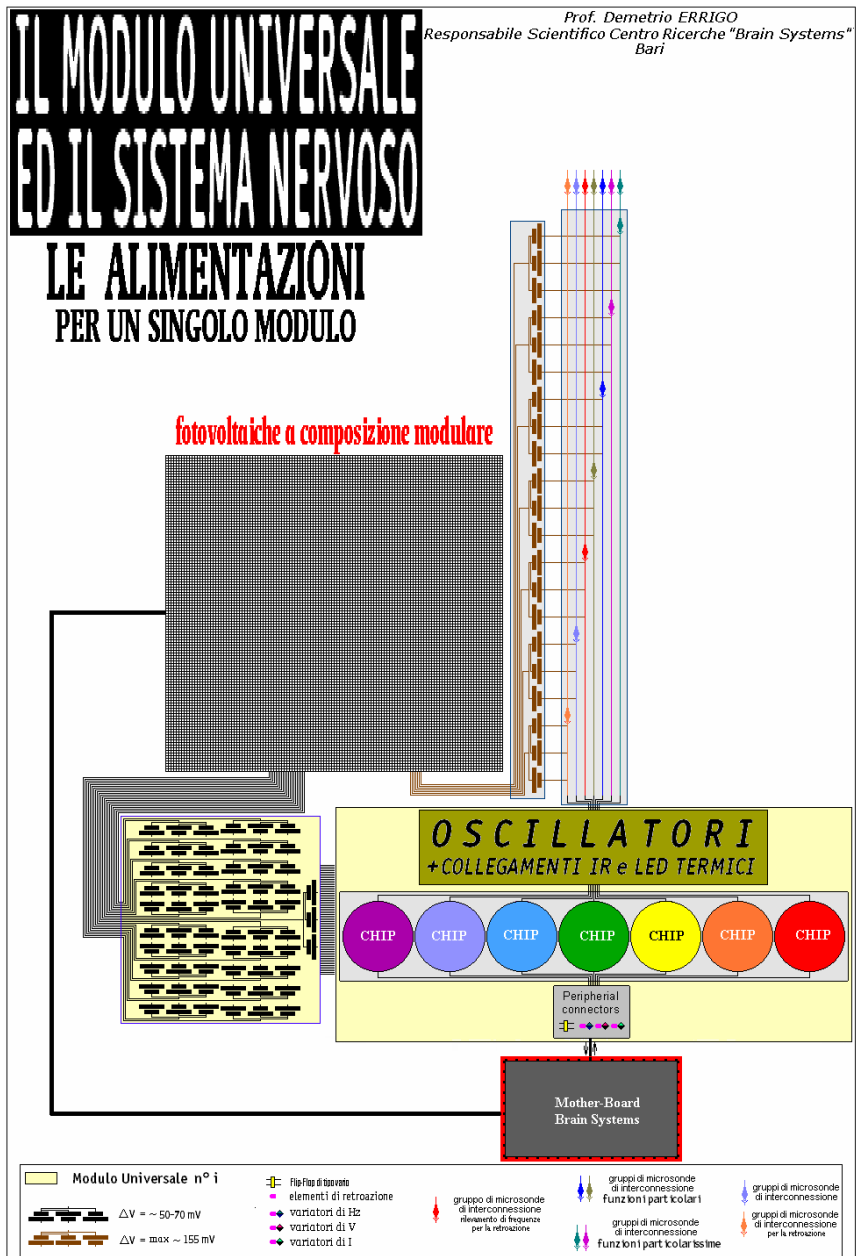 IL MODULO UNIVERSALE
ED IL SISTEMA NERVOSO
LE ALIMENTAZIONI
PER UN SINGOLO MODULO
Prof. Demetrio ERRIGO
Responsabile Scientifico Centro Ricerche "Brain Systems"
Bari
fotovoltaiche a composizione modulare
OSCILLATORI
+COLLEGAMENTI IR e LED TERMICI
CHIP CHIP CHIP CHIP CHIP CHIP CHIP
Peripherial
connectors
Mother-Board
Brain Systems
Modulo Universale n° i
ΔV = ~ 50-70 mV
ΔV = max ~ 155 mV
Flip-Flop di tipo vario
elementi di retroazione
variatori di Hz
variatori di V
variatori di I
gruppo di microsonde
di interconnessione
rilevamento di frequenze
per la retroazione
gruppi di microsonde
di interconnessione
funzioni particolari
gruppi di microsonde
di interconnessione
funzioni particolarissime
gruppi di microsonde
di interconnessione
gruppi di microsonde
di interconnessione
per la retroazione